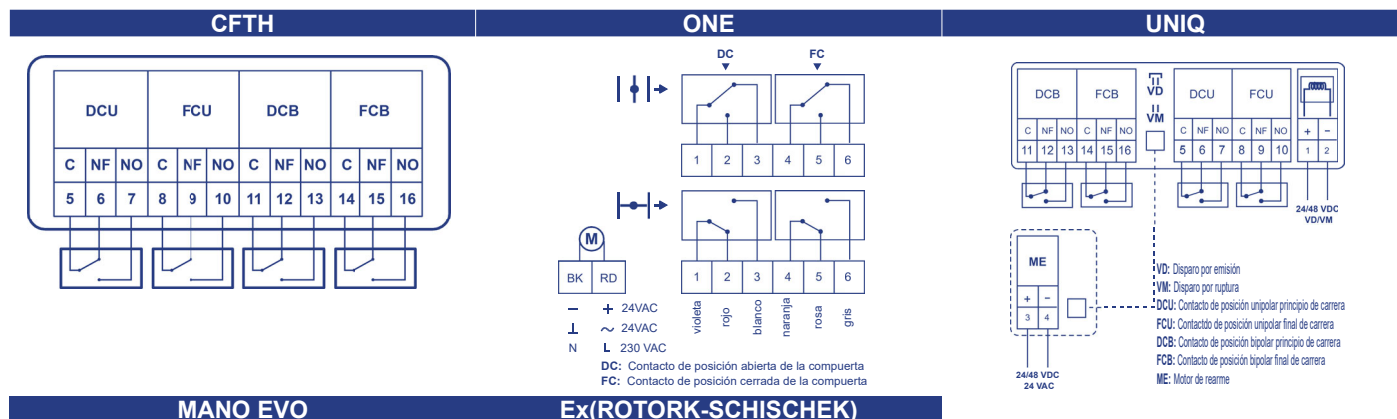 CFTH
ONE
UNIQ
DCU FCU DCB FCB
C NF NO C NF NO C NF NO C NF NO
5 6 7 8 9 10 11 12 13 14 15 16
DC FC
1 2 3 4 5 6
M
BK RD
1 2 3 4 5 6
− + 24VAC
⊥ ~ 24VAC
N L 230 VAC
violeta
rojo
blanco
naranja
rosa
gris
DC: Contacto de posición abierta de la compuerta
FC: Contacto de posición cerrada de la compuerta
DCB FCB VD VM DCU FCU
C NF NO C NF NO C NF NO C NF NO + −
11 12 13 14 15 16 5 6 7 8 9 10 1 2
24/48 VDC
VD/VM
ME
+ −
3 4
24/48 VDC
24 VAC
VD: Disparo por emisión
VM: Disparo por ruptura
DCU: Contacto de posición unipolar principio de carrera
FCU: Contactdo de posición unipolar final de carrera
DCB: Contacto de posición bipolar principio de carrera
FCB: Contacto de posición bipolar final de carrera
ME: Motor de rearme
MANO EVO
Ex(ROTORK-SCHISCHEK)